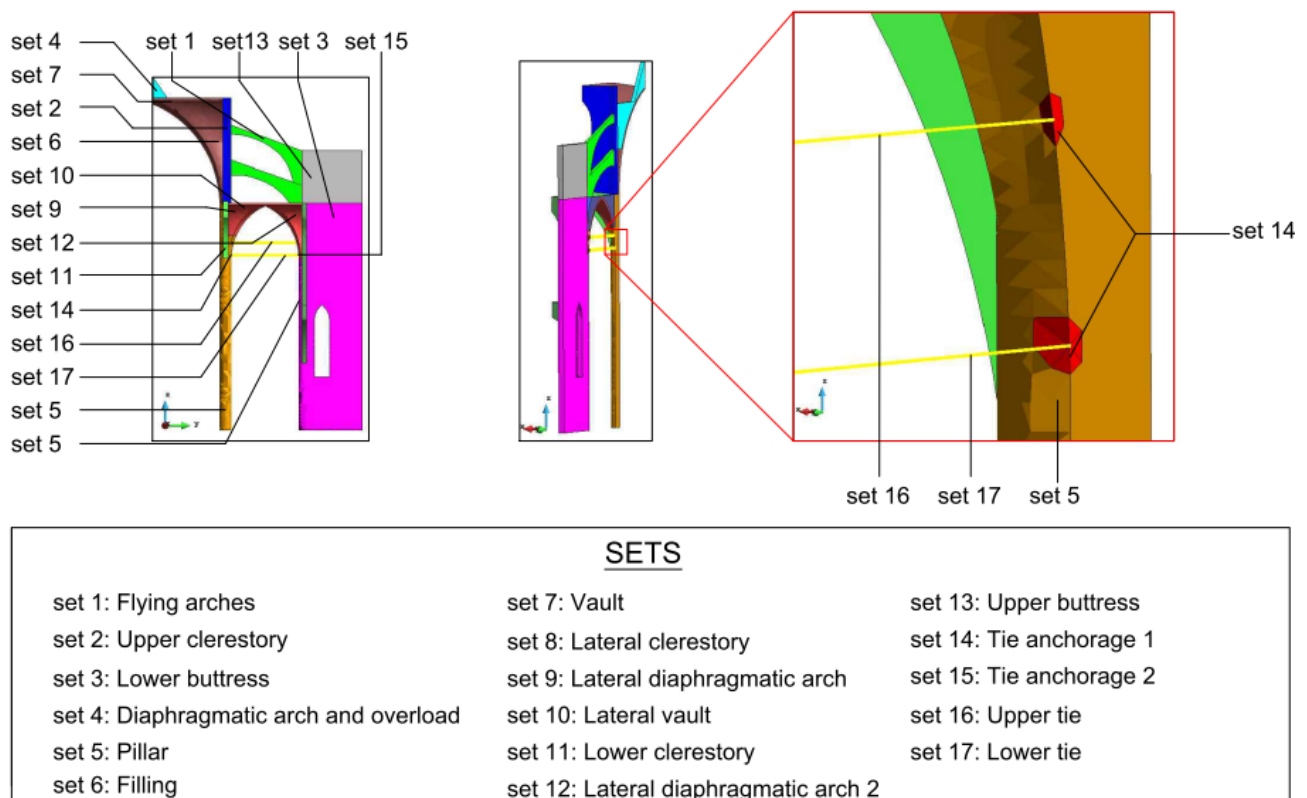 set 4
set 1
set13
set 3
set 15
set 7
set 2
set 6
set 10
set 9
set 12
set 11
set 14
set 16
set 17
set 5
set 5
set 14
set 16
set 17
set 5
z
y
z
x
z
x
SETS
set 1: Flying arches
set 2: Upper clerestory
set 3: Lower buttress
set 4: Diaphragmatic arch and overload
set 5: Pillar
set 6: Filling
set 7: Vault
set 8: Lateral clerestory
set 9: Lateral diaphragmatic arch
set 10: Lateral vault
set 11: Lower clerestory
set 12: Lateral diaphragmatic arch 2
set 13: Upper buttress
set 14: Tie anchorage 1
set 15: Tie anchorage 2
set 16: Upper tie
set 17: Lower tie